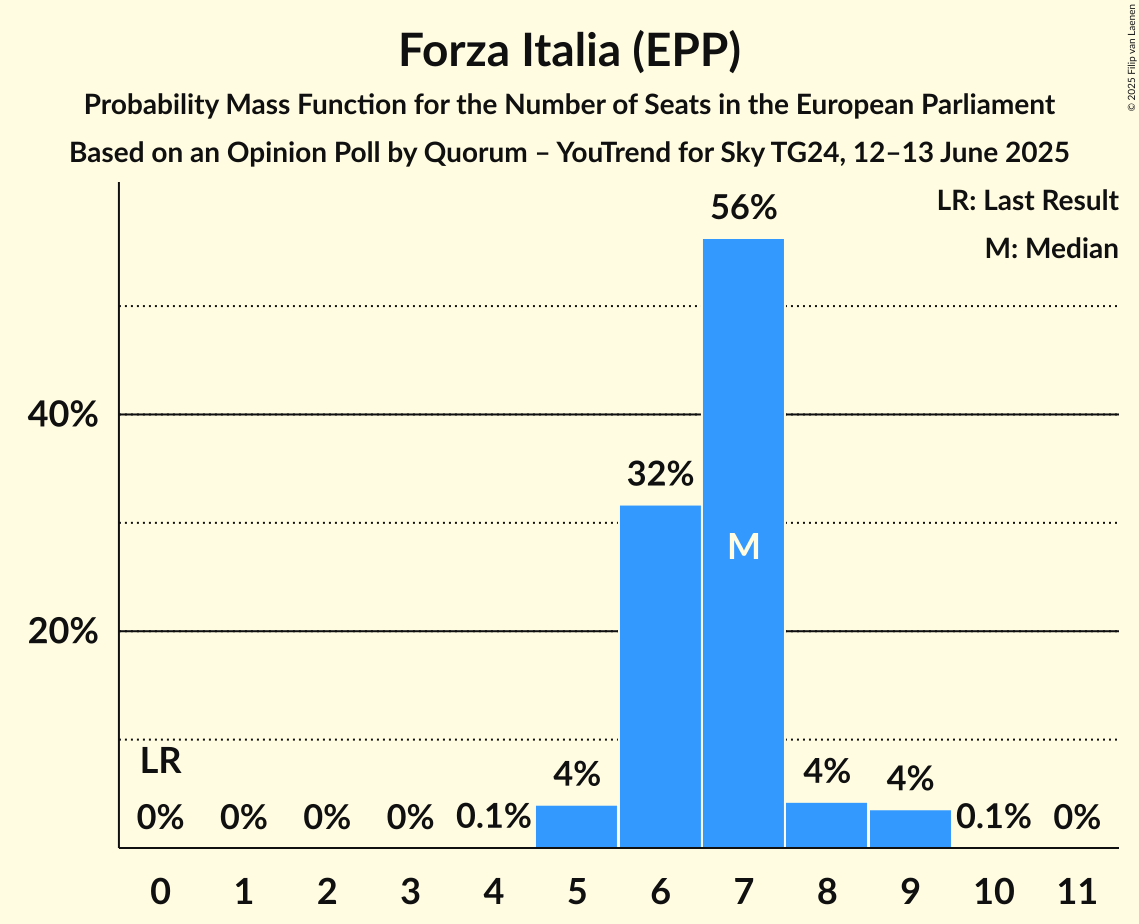 Forza Italia (EPP)
Probability Mass Function for the Number of Seats in the European Parliament
Based on an Opinion Poll by Quorum – YouTrend for Sky TG24, 12–13 June 2025
© 2025 Filip van Laenen
LR: Last Result
M: Median
56%
40%
32%
M
20%
LR
0% 0% 0% 0% 0.1% 4% 4% 4% 0.1% 0%
0 1 2 3 4 5 6 7 8 9 10 11